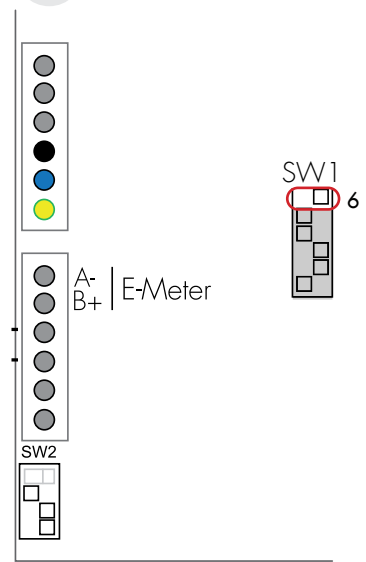 SW1
6
A-
B+
E-Meter
SW2